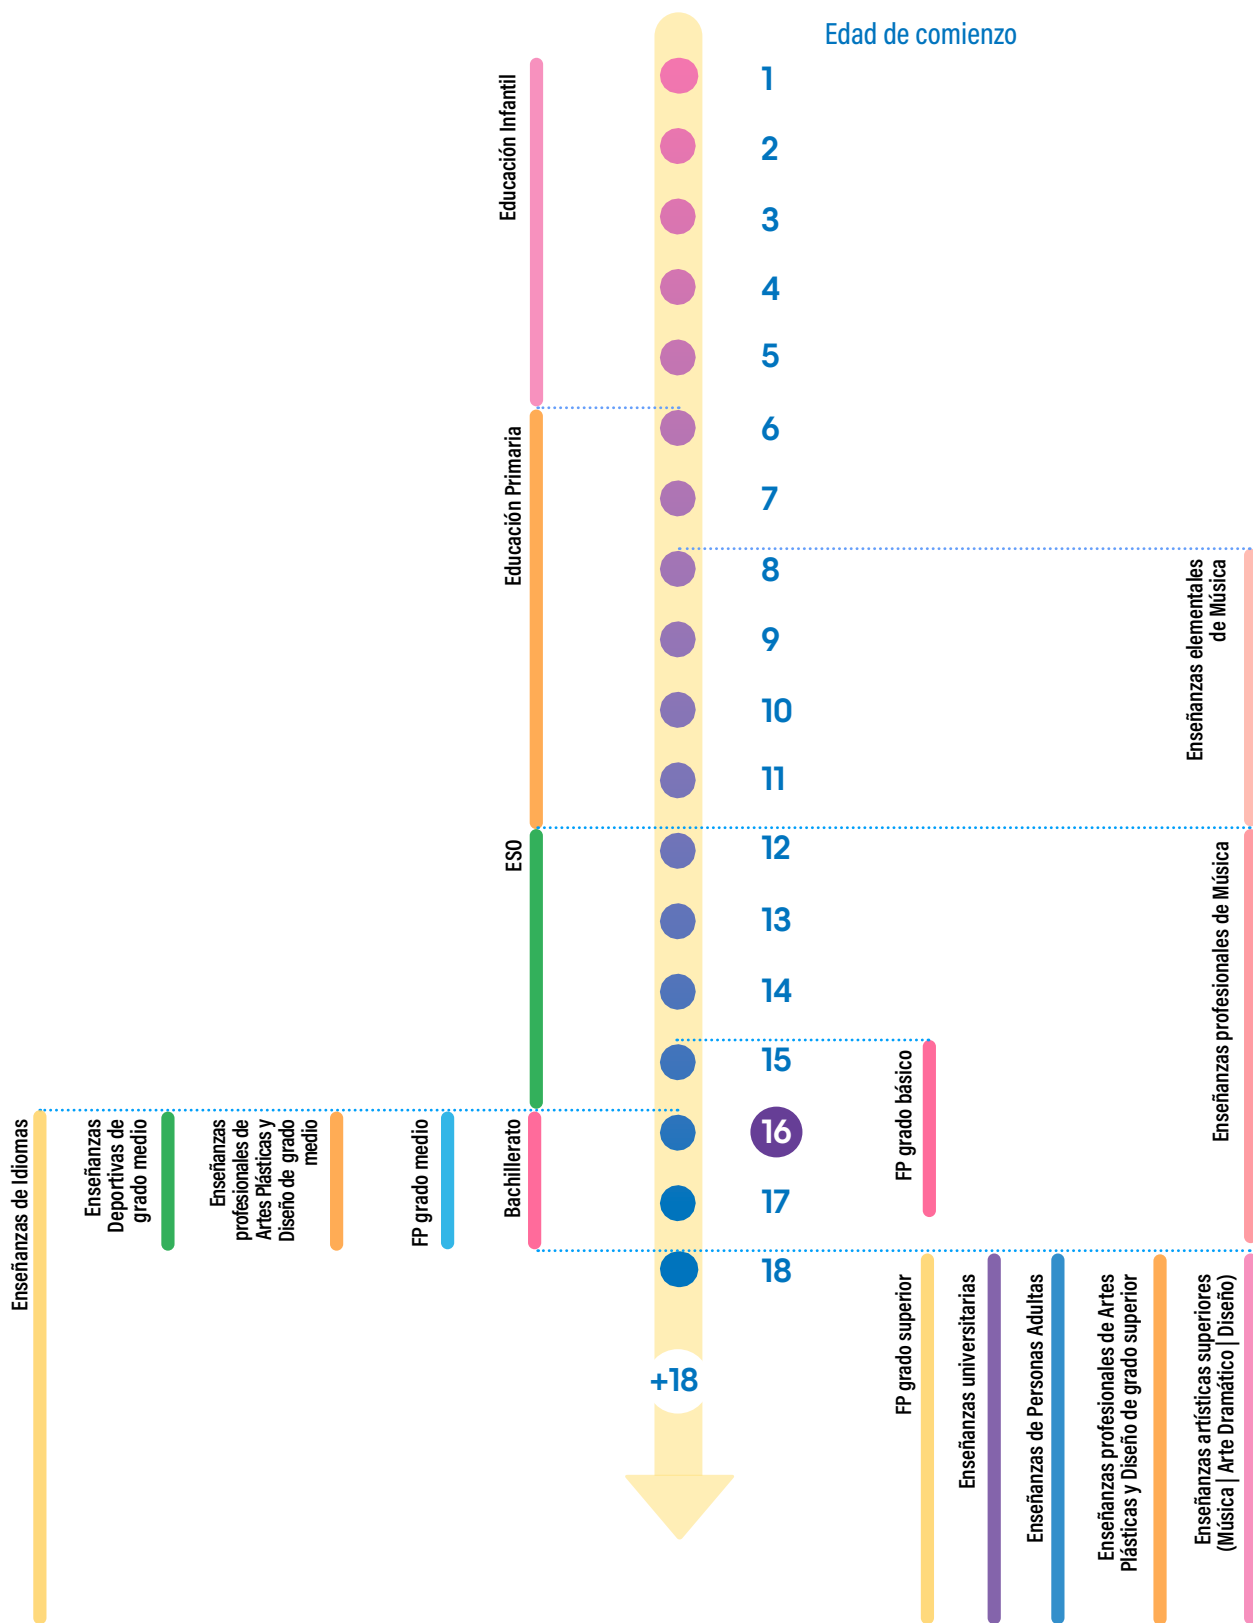 Edad de comienzo
1
2
3
4
5
6
7
8
9
10
11
12
13
14
15
16
17
18
+18
Educación Infantil
Educación Primaria
ESO
Bachillerato
FP grado medio
Enseñanzas
profesionales de
Artes Plásticas y
Diseño de grado
medio
Enseñanzas
Deportivas de
grado medio
Enseñanzas de Idiomas
Enseñanzas elementales
de Música
Enseñanzas profesionales de Música
FP grado básico
FP grado superior
Enseñanzas universitarias
Enseñanzas de Personas Adultas
Enseñanzas profesionales de Artes
Plásticas y Diseño de grado superior
Enseñanzas artísticas superiores
(Música | Arte Dramático | Diseño)